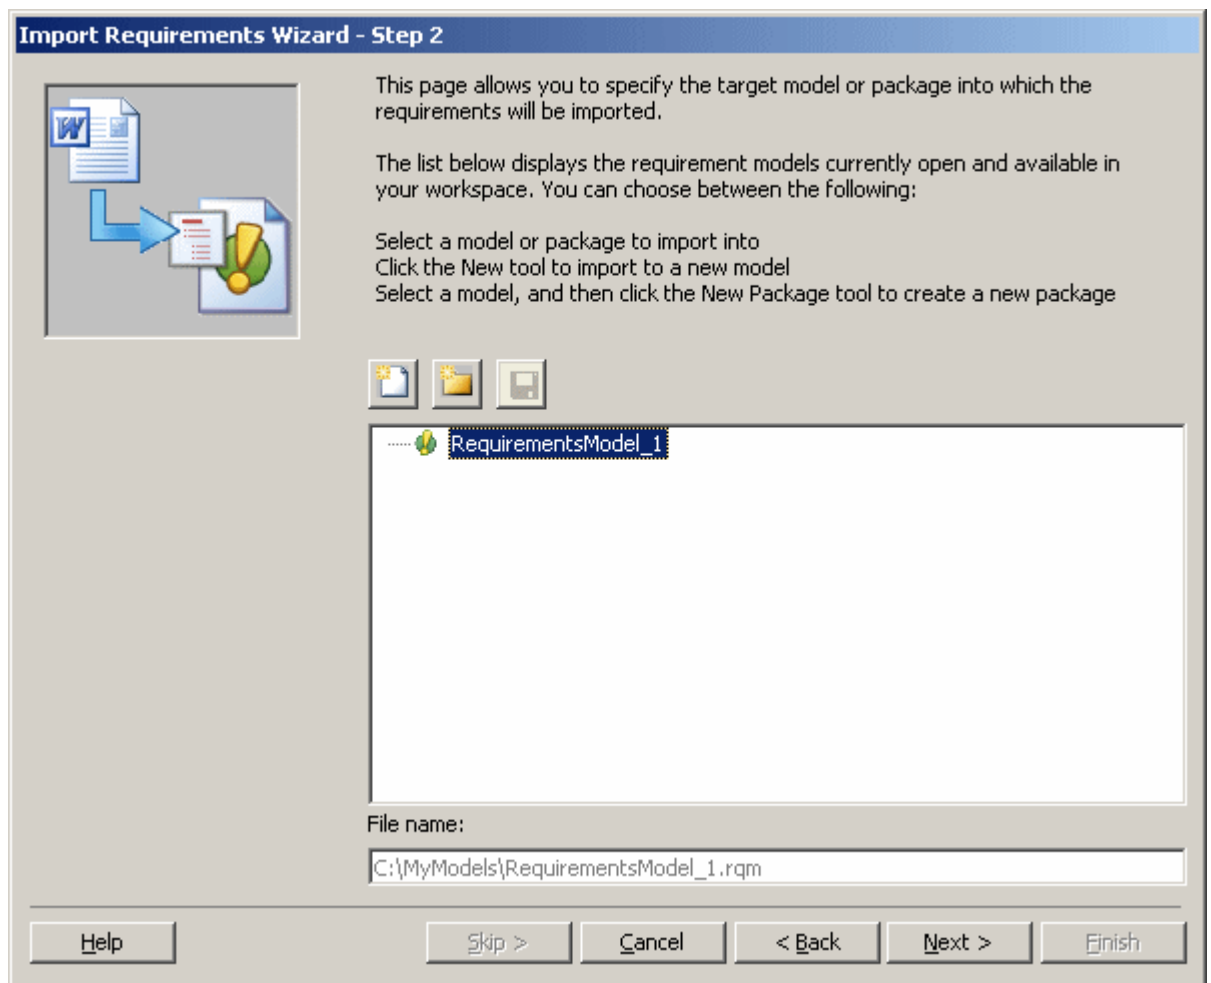 Import Requirements Wizard - Step 2
This page allows you to specify the target model or package into which the
requirements will be imported.
The list below displays the requirement models currently open and available in
your workspace. You can choose between the following:
Select a model or package to import into
Click the New tool to import to a new model
Select a model, and then click the New Package tool to create a new package
W
RequirementsModel_1
File name:
C:\MyModels\RequirementsModel_1.rqm
Help
Skip >
Cancel
< Back
Next >
Finish